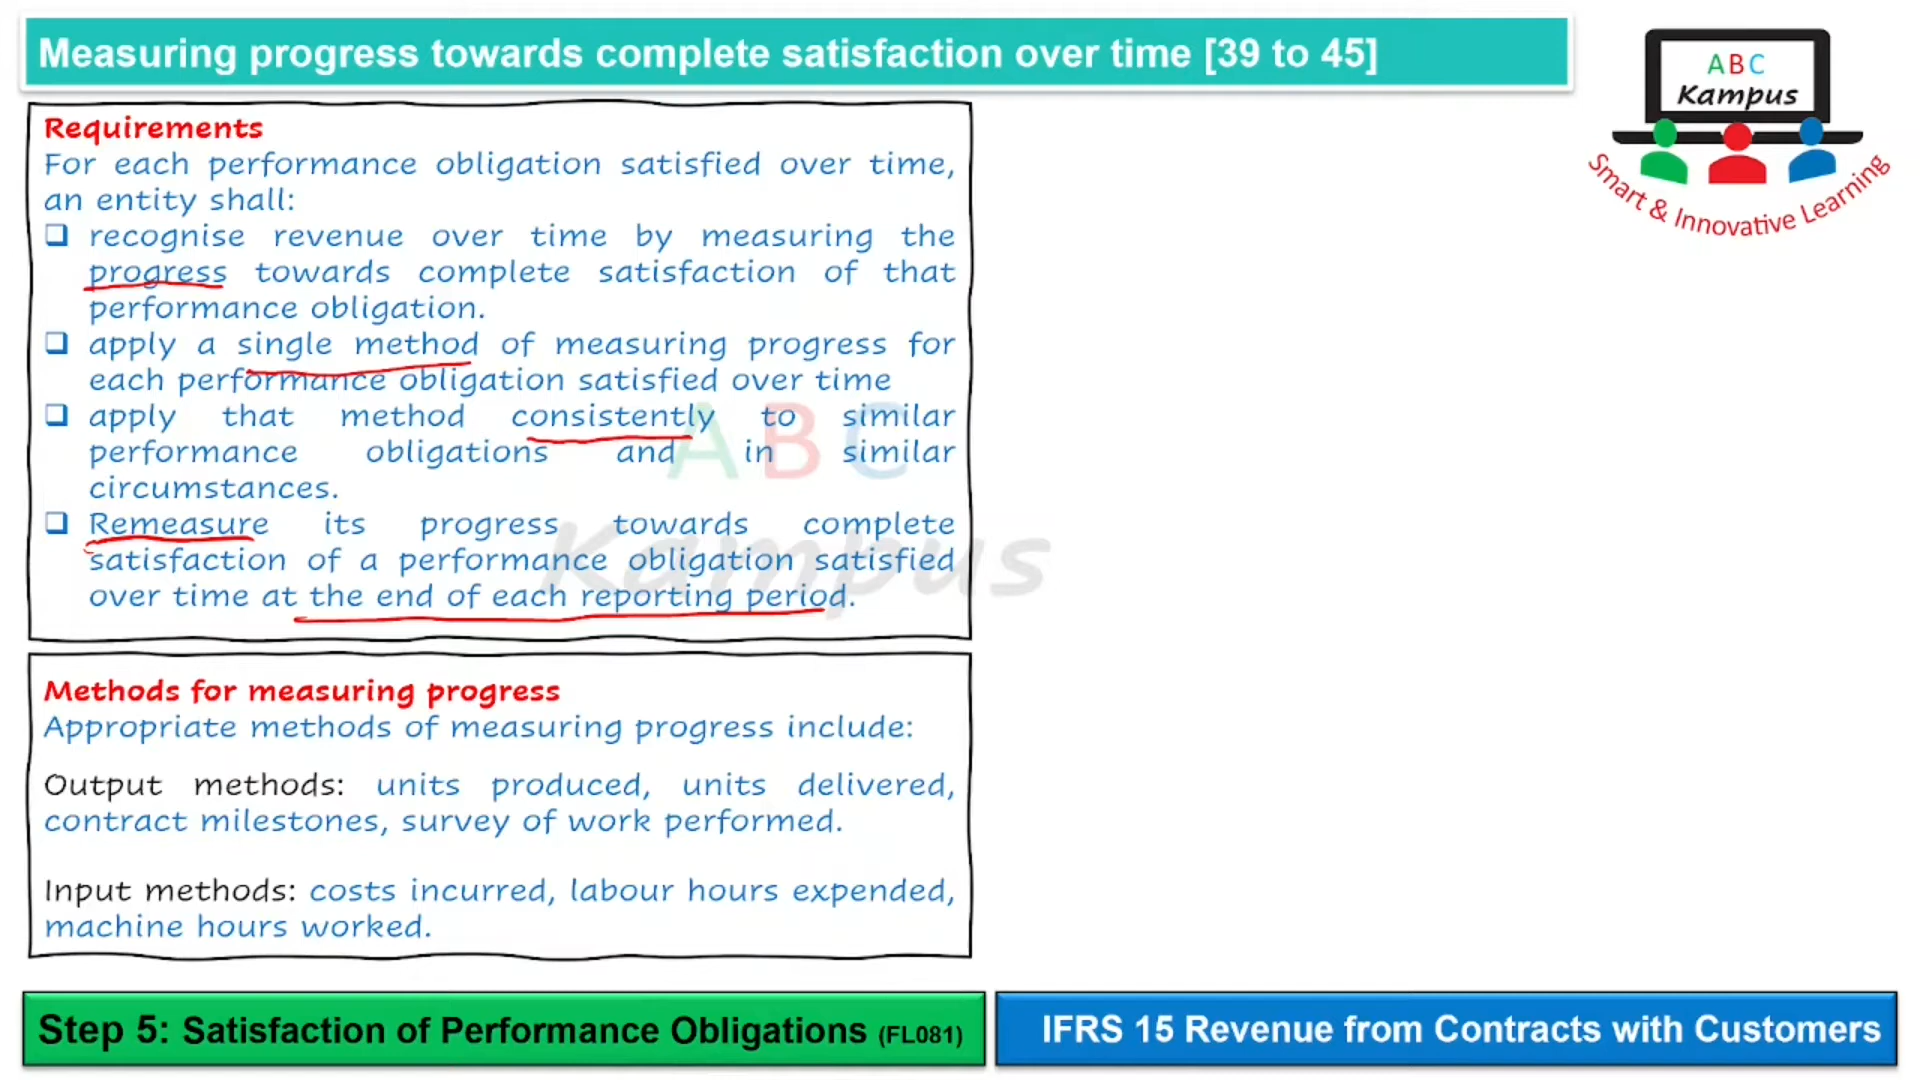 Measuring progress towards complete satisfaction over time [39 to 45]
ABC
Kampus
Smart & Innovative Learning
Requirements
For each performance obligation satisfied over time,
an entity shall:
recognise revenue over time by measuring the
progress towards complete satisfaction of that
performance obligation.
apply a single method of measuring progress for
each performance obligation satisfied over time
apply that method consistently to similar
performance obligations and in similar
circumstances.
Remeasure its progress towards complete
satisfaction of a performance obligation satisfied
over time at the end of each reporting period.
ABC
Kampus
Methods for measuring progress
Appropriate methods of measuring progress include:
Output methods: units produced, units delivered,
contract milestones, survey of work performed.
Input methods: costs incurred, labour hours expended,
machine hours worked.
Step 5: Satisfaction of Performance Obligations (FL081)
IFRS 15 Revenue from Contracts with Customers